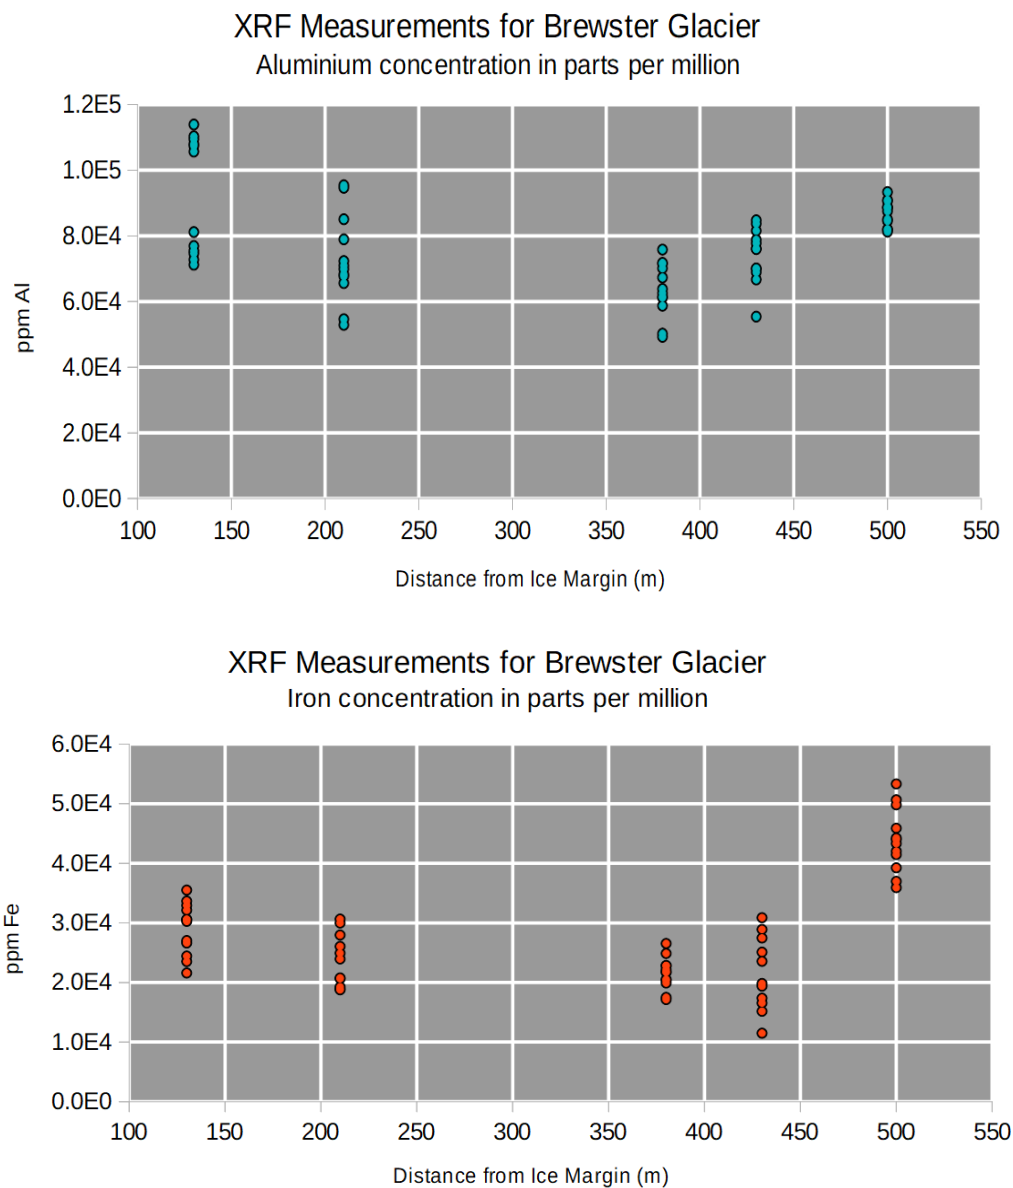 XRF Measurements for Brewster Glacier
Aluminium concentration in parts per million
1.2E5
1.0E5
8.0E4
6.0E4
4.0E4
2.0E4
0.0E0
ppm Al
100 150 200 250 300 350 400 450 500 550
Distance from Ice Margin (m)
XRF Measurements for Brewster Glacier
Iron concentration in parts per million
6.0E4
5.0E4
4.0E4
3.0E4
2.0E4
1.0E4
0.0E0
ppm Fe
100 150 200 250 300 350 400 450 500 550
Distance from Ice Margin (m)